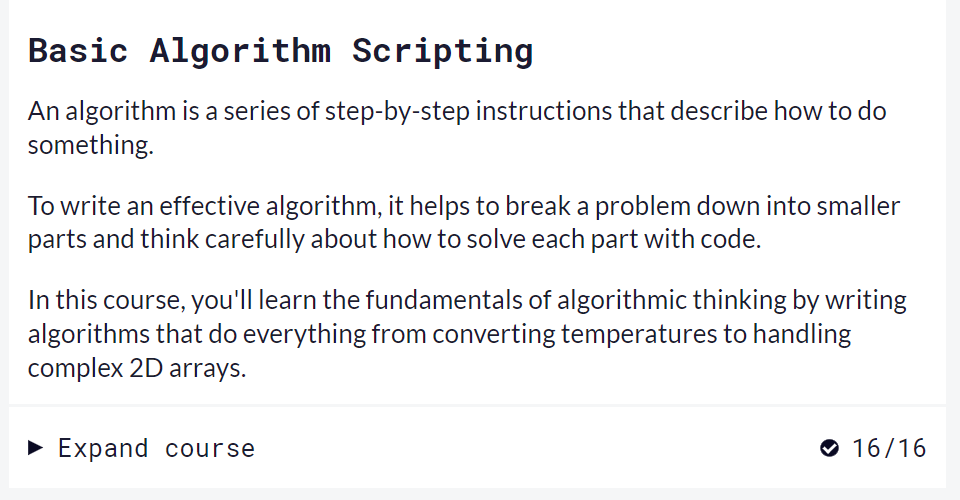 Basic Algorithm Scripting
An algorithm is a series of step-by-step instructions that describe how to do
something.
To write an effective algorithm, it helps to break a problem down into smaller
parts and think carefully about how to solve each part with code.
In this course, you'll learn the fundamentals of algorithmic thinking by writing
algorithms that do everything from converting temperatures to handling
complex 2D arrays.
Expand course 16/16